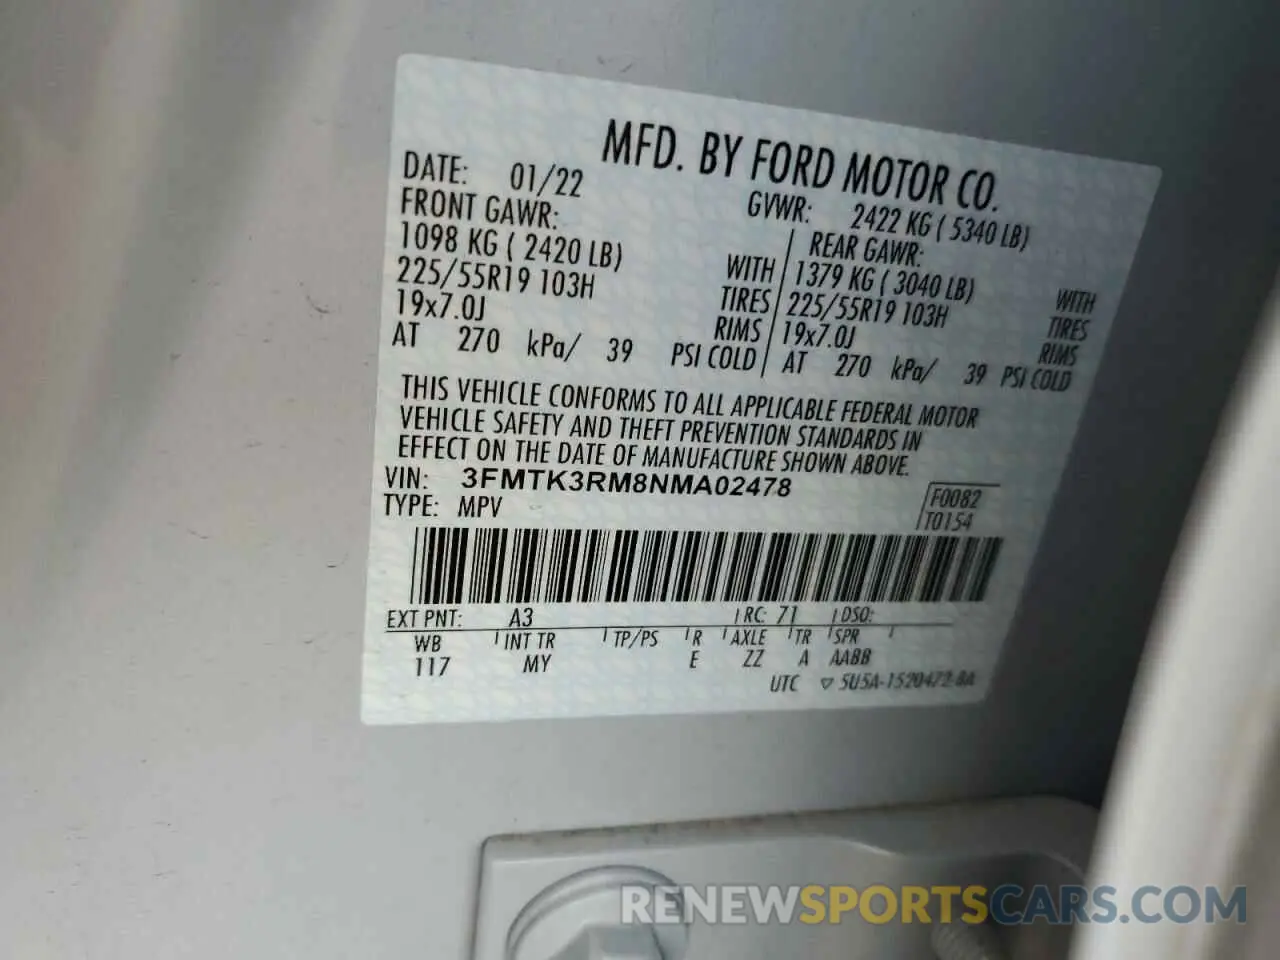 MFD. BY FORD MOTOR CO.
DATE: 01/22 GVWR: 2422 KG ( 5340 LB)
FRONT GAWR: REAR GAWR:
1098 KG ( 2420 LB) WITH 1379 KG ( 3040 LB) WITH
225/55R19 103H TIRES 225/55R19 103H TIRES
19x7.0J RIMS 19x7.0J RIMS
AT 270 kPa/ 39 PSI COLD AT 270 kPa/ 39 PSI COLD
THIS VEHICLE CONFORMS TO ALL APPLICABLE FEDERAL MOTOR
VEHICLE SAFETY AND THEFT PREVENTION STANDARDS IN
EFFECT ON THE DATE OF MANUFACTURE SHOWN ABOVE.
VIN: 3FMTK3RM8NMA02478 F0082
TYPE: MPV T0154
EXT PNT: A3 RC: 71 DSO:
WB INT TR TP/PS R AXLE TR SPR
117 MY E ZZ A AABB
UTC ▽ 5U5A-1520472-BA
RENEWSPORTSCARS.COM